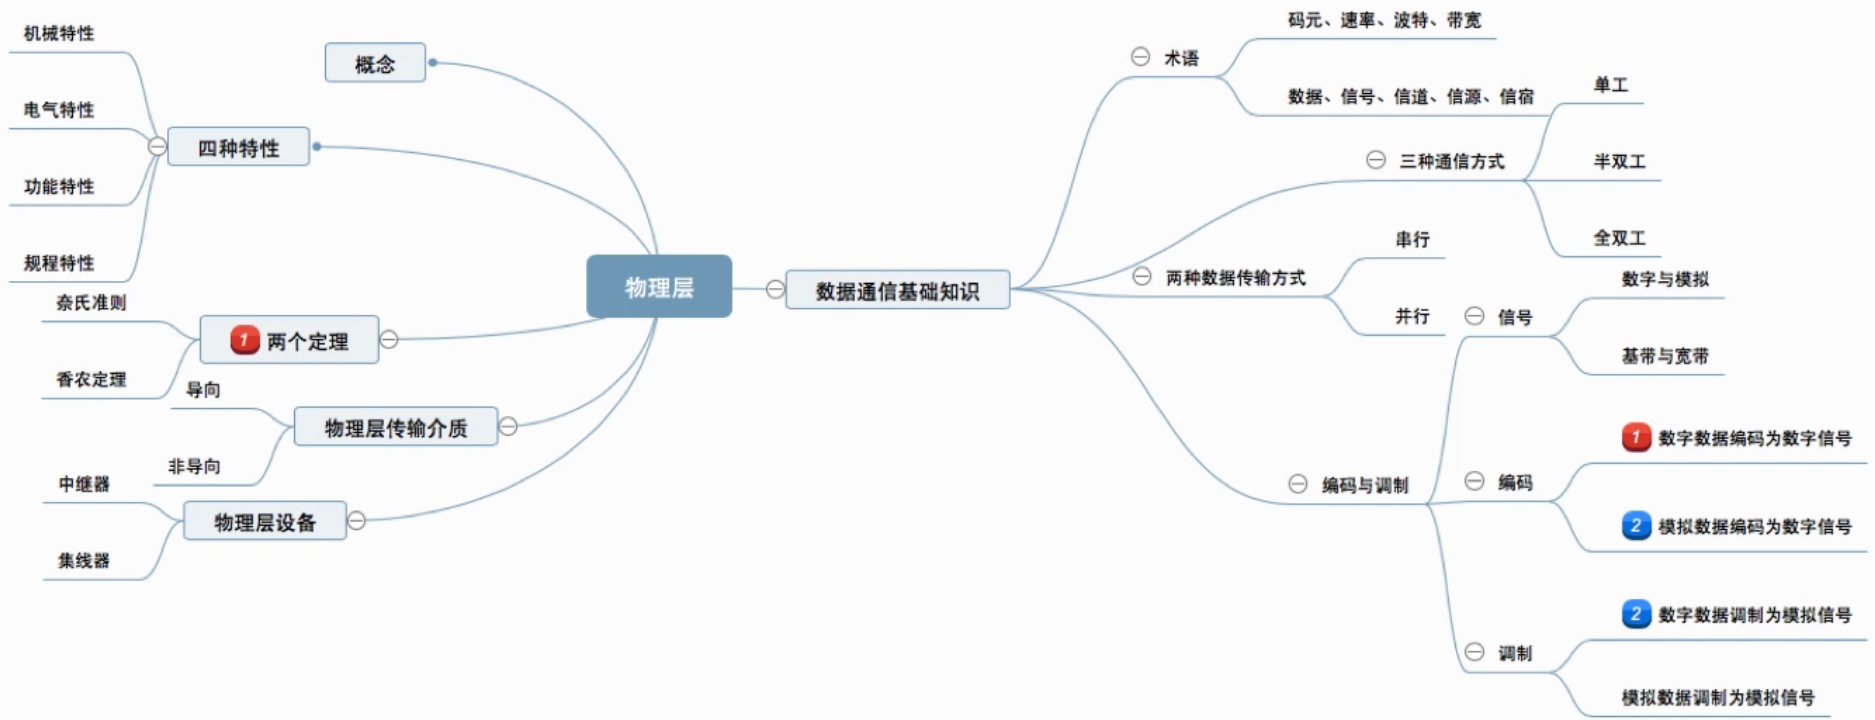 物理层
概念
四种特性
机械特性
电气特性
功能特性
规程特性
1 两个定理
奈氏准则
香农定理
物理层传输介质
导向
非导向
物理层设备
中继器
集线器
数据通信基础知识
术语
码元、速率、波特、带宽
数据、信号、信道、信源、信宿
三种通信方式
单工
半双工
全双工
两种数据传输方式
串行
并行
编码与调制
信号
数字与模拟
基带与宽带
编码
1 数字数据编码为数字信号
2 模拟数据编码为数字信号
调制
2 数字数据调制为模拟信号
模拟数据调制为模拟信号